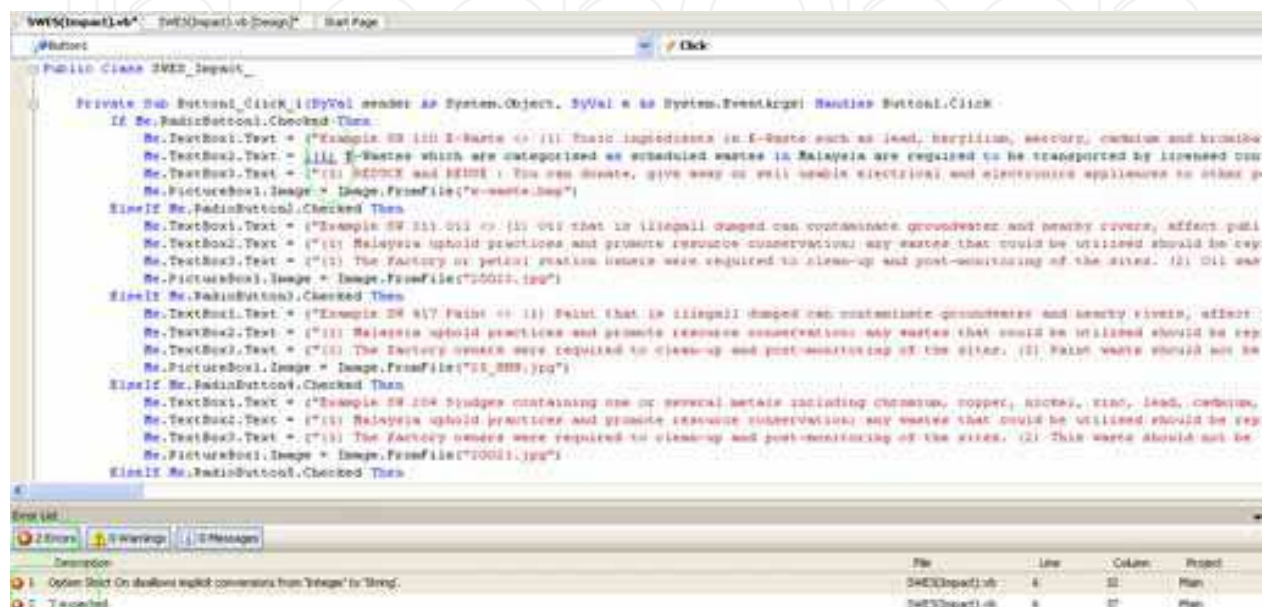 SWES(Impact).vb* SWES(Impact).vb [Design]* Start Page
Button1 Click
Public Class SWES_Impact_
Private Sub Button1_Click_1(ByVal sender As System.Object, ByVal e As System.EventArgs) Handles Button1.Click
If Me.RadioButton1.Checked Then
Me.TextBox1.Text = ("Example SW 110 E-Waste <> (1) Toxic ingredients in E-Waste such as lead, beryllium, mercury, cadmium and
Me.TextBox2.Text = (1) E-Wastes which are categorized as scheduled wastes in Malaysia are required to be transported by licensed
Me.TextBox3.Text = ("(1) REDUCE and REUSE : You can donate, give away or sell usable electrical and electronics appliances to other
Me.PictureBox1.Image = Image.FromFile("e-waste.bmp")
ElseIf Me.RadioButton2.Checked Then
Me.TextBox1.Text = ("Example SW 311 Oil <> (1) Oil that is illegall dumped can contaminate groundwater and nearby rivers, affect publi
Me.TextBox2.Text = ("(1) Malaysia uphold practices and promote resource conservation; any wastes that could be utilized should be
Me.TextBox3.Text = ("(1) The factory or petrol station owners were required to clean-up and post-monitoring of the sites. (2) Oil
Me.PictureBox1.Image = Image.FromFile(
ElseIf Me.RadioButton3.Checked Then
Me.TextBox1.Text = ("Example SW 417 Paint <> (1) Paint that is illegall dumped can contaminate groundwater and nearby rivers, affect
Me.TextBox2.Text = ("(1) Malaysia uphold practices and promote resource conservation; any wastes that could be utilized should be
Me.TextBox3.Text = ("(1) The factory owners were required to clean-up and post-monitoring of the sites. (2) Paint waste should not be
Me.PictureBox1.Image = Image.FromFile(
ElseIf Me.RadioButton4.Checked Then
Me.TextBox1.Text = ("Example SW 204 Sludges containing one or several metals including chromium, copper, nickel, zinc, lead, cadmium,
Me.TextBox2.Text = ("(1) Malaysia uphold practices and promote resource conservation; any wastes that could be utilized should be
Me.TextBox3.Text = ("(1) The factory owners were required to clean-up and post-monitoring of the sites. (2) This waste should not be
Me.PictureBox1.Image = Image.FromFile(
ElseIf Me.RadioButton5.Checked Then
Error List
2 Errors 0 Warnings 0 Messages
Description File Line Column Project
1 Option Strict On disallows implicit conversions from 'Integer' to 'String'. SWES(Impact).vb 6 Main
2 ')' expected. SWES(Impact).vb 6 37 Main